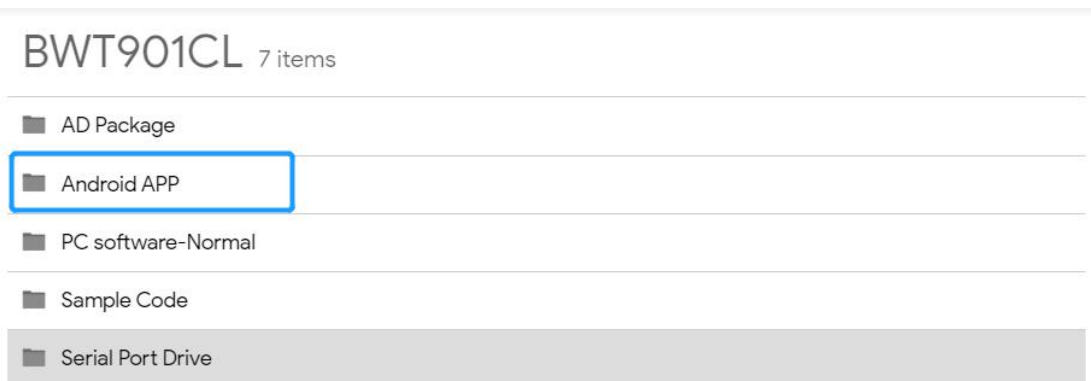 BWT901CL 7 items
AD Package
Android APP
PC software-Normal
Sample Code
Serial Port Drive